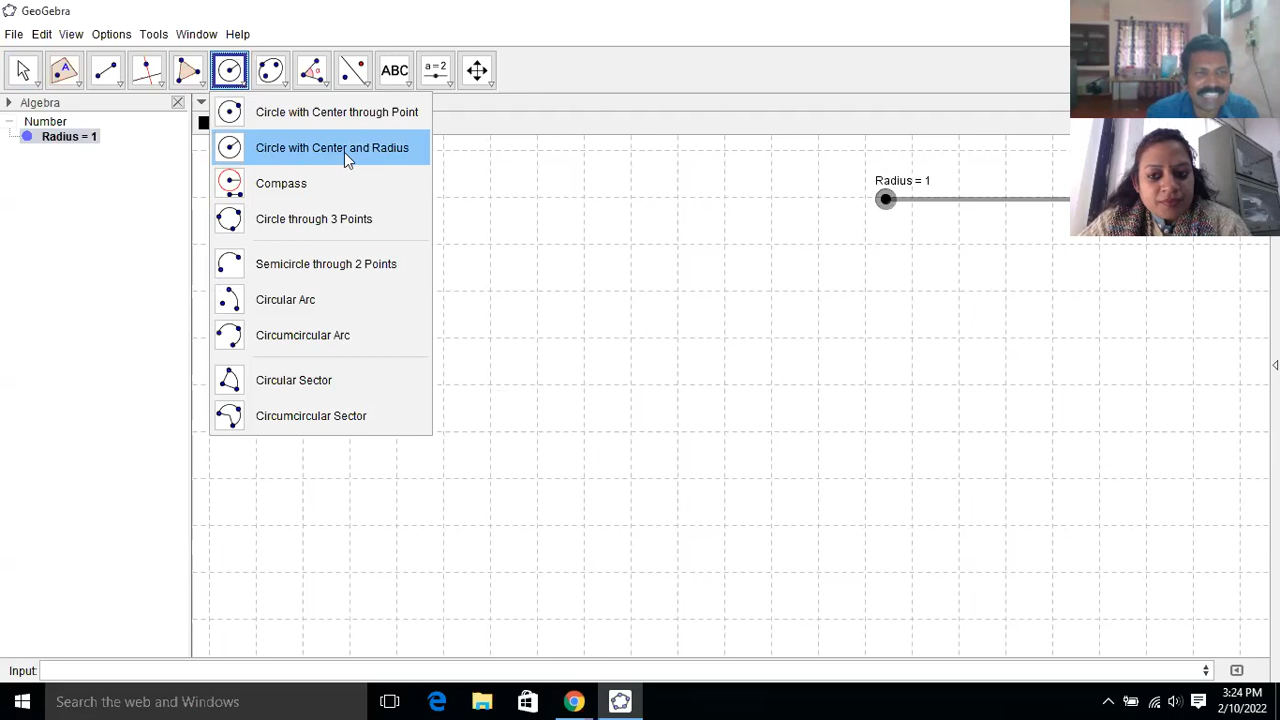 GeoGebra
File Edit View Options Tools Window Help
ABC a=2
Algebra
Number
Radius = 1
Circle with Center through Point
Circle with Center and Radius
Compass
Circle through 3 Points
Semicircle through 2 Points
Circular Arc
Circumcircular Arc
Circular Sector
Circumcircular Sector
Radius = 1
Input:
Search the web and Windows
3:24 PM
2/10/2022